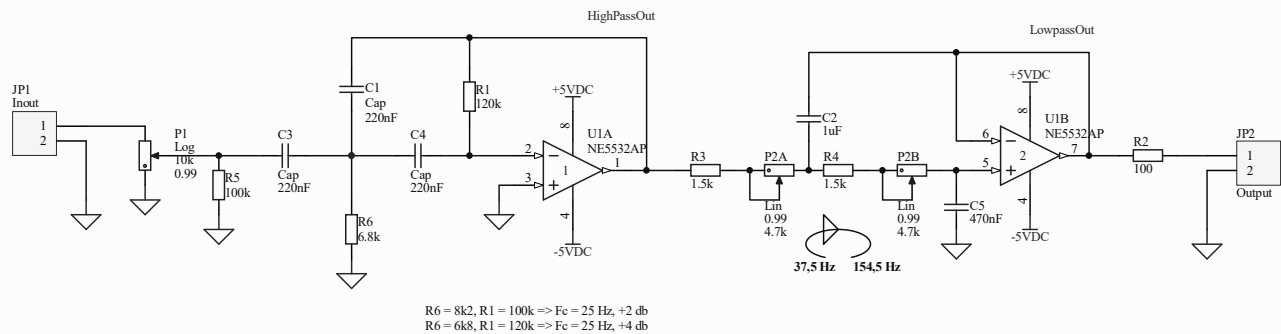 HighPassOut
LowpassOut
JP1
Inout
1
2
P1
Log
10k
0.99
R5
100k
C3
220nF
C1
Cap
220nF
R6
6.8k
C4
Cap
220nF
R1
120k
+5VDC
8
U1A
NE5532AP
2
3
1
1
4
-5VDC
R3
1.5k
P2A
Lin
0.99
4.7k
C2
1uF
R4
1.5k
P2B
Lin
0.99
4.7k
37,5 Hz
154,5 Hz
C5
470nF
+5VDC
8
U1B
NE5532AP
6
5
2
7
4
-5VDC
R2
100
JP2
1
2
Output
R6 = 8k2, R1 = 100k => Fc = 25 Hz, +2 db
R6 = 6k8, R1 = 120k => Fc = 25 Hz, +4 db